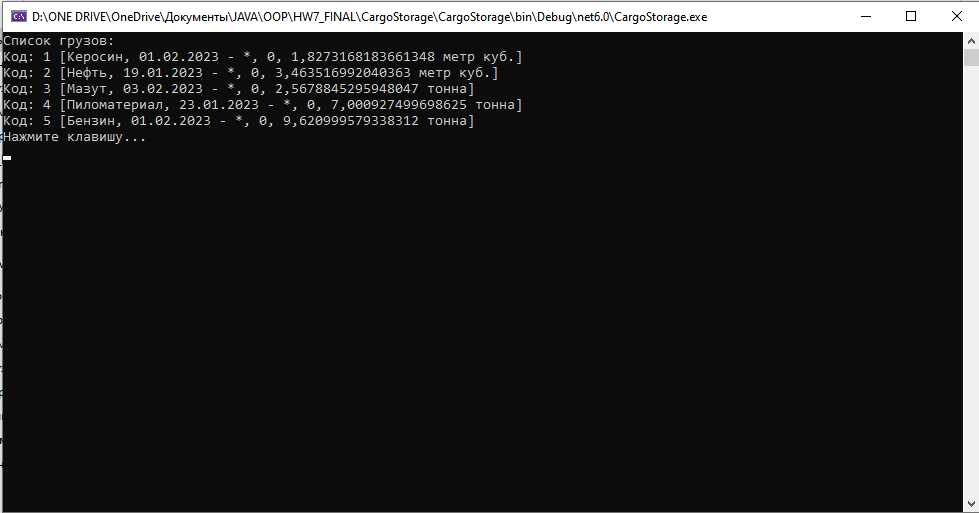 D:\ONE DRIVE\OneDrive\Документы\JAVA\OOP\HW7_FINAL\CargoStorage\CargoStorage\bin\Debug\net6.0\CargoStorage.exe
Список грузов:
Код: 1 [Керосин, 01.02.2023 - *, 0, 1,8273168183661348 метр куб.]
Код: 2 [Нефть, 19.01.2023 - *, 0, 3,463516992040363 метр куб.]
Код: 3 [Мазут, 03.02.2023 - *, 0, 2,5678845295948047 тонна]
Код: 4 [Пиломатериал, 23.01.2023 - *, 0, 7,000927499698625 тонна]
Код: 5 [Бензин, 01.02.2023 - *, 0, 9,620999579338312 тонна]
Нажмите клавишу...